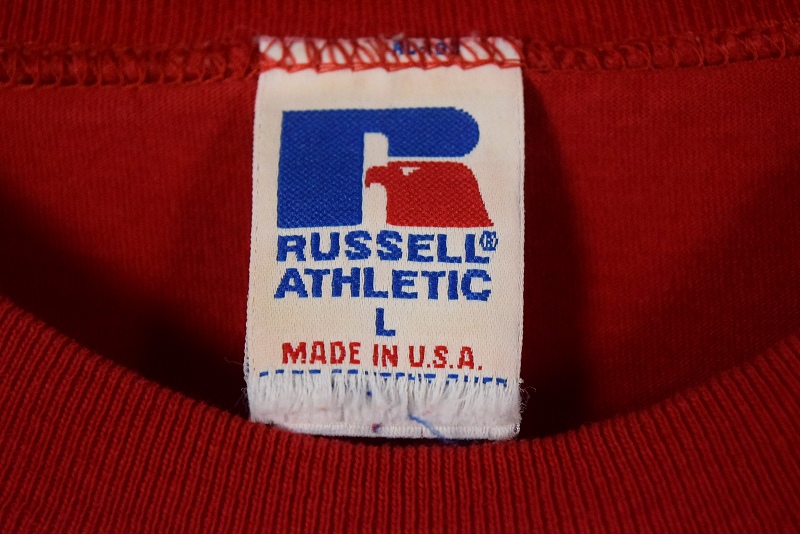 RUSSELL®
ATHLETIC
L
MADE IN U.S.A.